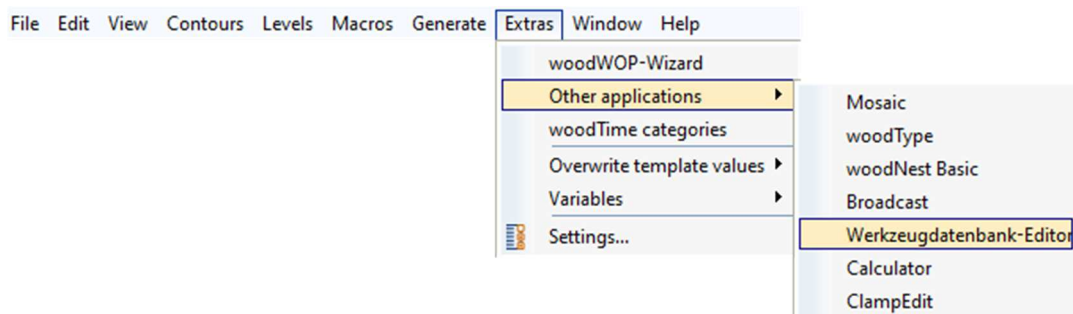 File Edit View Contours Levels Macros Generate Extras Window Help
woodWOP-Wizard
Other applications
woodTime categories
Overwrite template values
Variables
Settings...
Mosaic
woodType
woodNest Basic
Broadcast
Werkzeugdatenbank-Editor
Calculator
ClampEdit